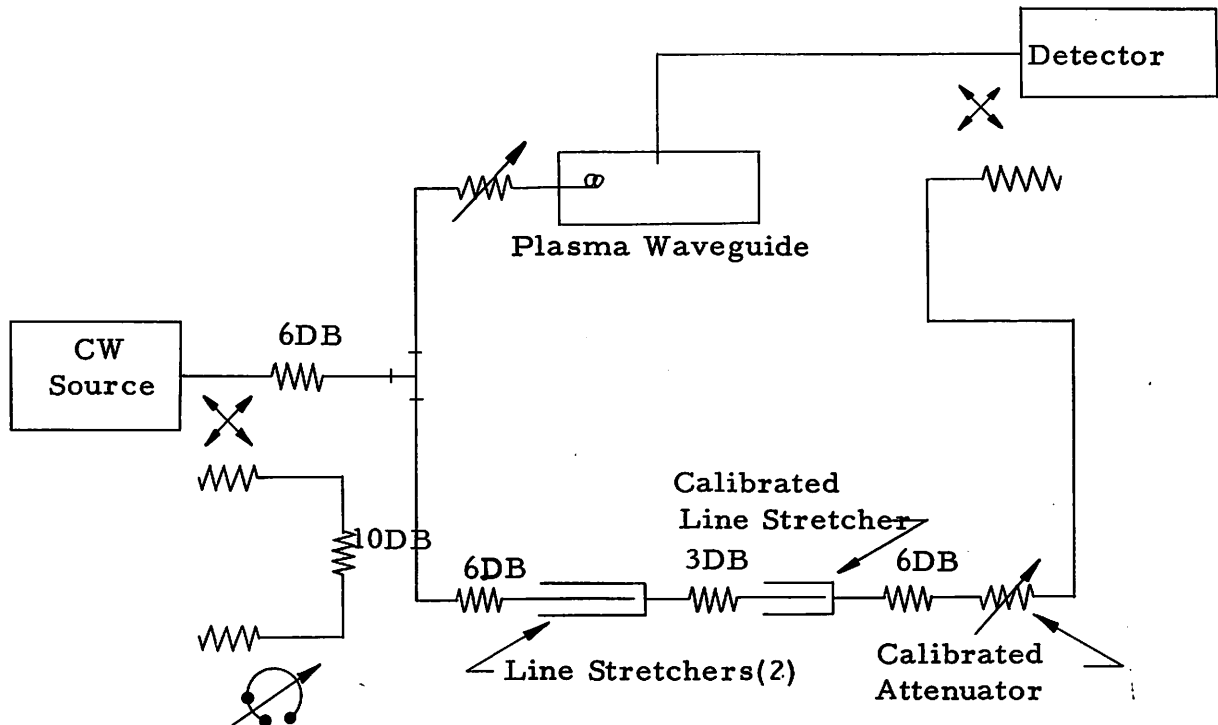 Detector
Plasma Waveguide
6DB
CW
Source
10DB
Calibrated
Line Stretcher
6DB
3DB
6DB
Line Stretchers(2)
Calibrated
Attenuator